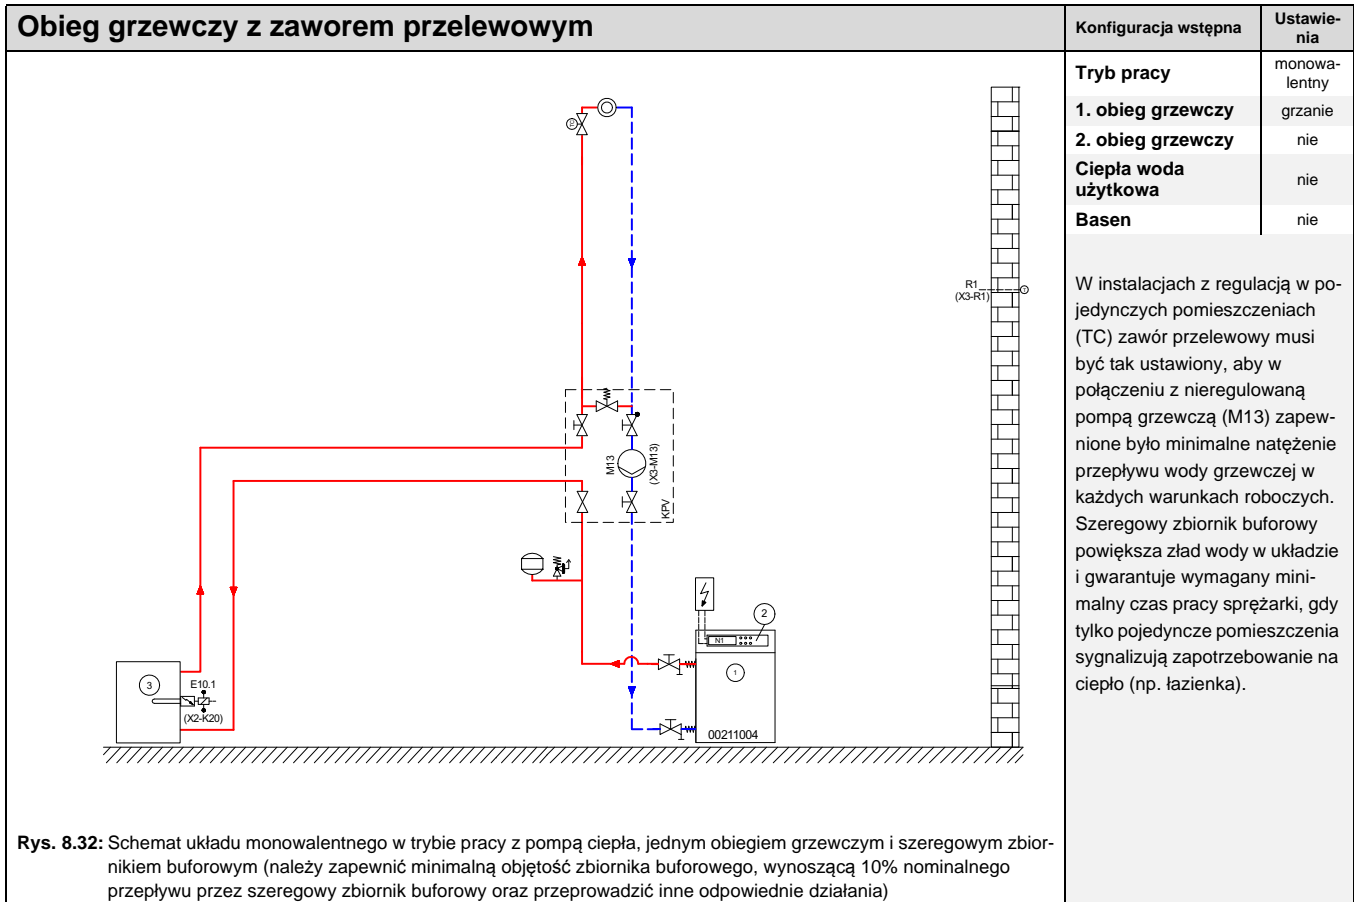 Obieg grzewczy z zaworem przelewowym
Konfiguracja wstępna
Ustawie-
nia
Tryb pracy
monowa-
lentny
1. obieg grzewczy
grzanie
2. obieg grzewczy
nie
Ciepła woda
użytkowa
nie
Basen
nie
W instalacjach z regulacją w po-
jedynczych pomieszczeniach
(TC) zawór przelewowy musi
być tak ustawiony, aby w
połączeniu z nieregulowaną
pompą grzewczą (M13) zapew-
nione było minimalne natężenie
przepływu wody grzewczej w
każdych warunkach roboczych.
Szeregowy zbiornik buforowy
powiększa zład wody w układzie
i gwarantuje wymagany mini-
malny czas pracy sprężarki, gdy
tylko pojedyncze pomieszczenia
sygnalizują zapotrzebowanie na
ciepło (np. łazienka).
TC
R1
(X3-R1)
T
M13
(X3-M13)
KPV
2
N1
1
3
E10.1
(X2-K20)
00211004
Rys. 8.32: Schemat układu monowalentnego w trybie pracy z pompą ciepła, jednym obiegiem grzewczym i szeregowym zbior-
nikiem buforowym (należy zapewnić minimalną objętość zbiornika buforowego, wynoszącą 10% nominalnego
przepływu przez szeregowy zbiornik buforowy oraz przeprowadzić inne odpowiednie działania)